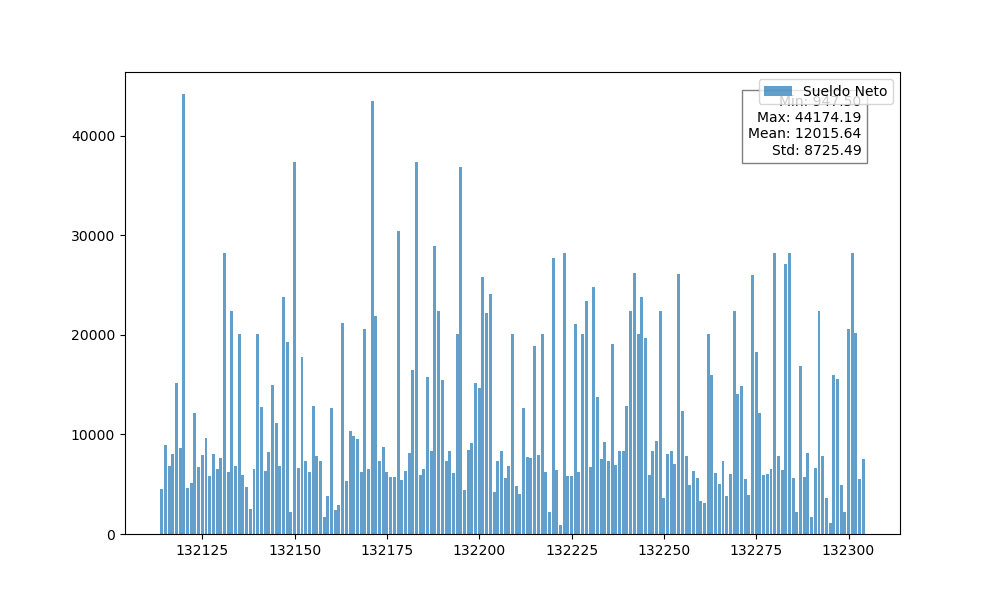 Sueldo Neto
Min: 947.50
Max: 44174.19
Mean: 12015.64
Std: 8725.49
40000
30000
20000
10000
0
132125 132150 132175 132200 132225 132250 132275 132300